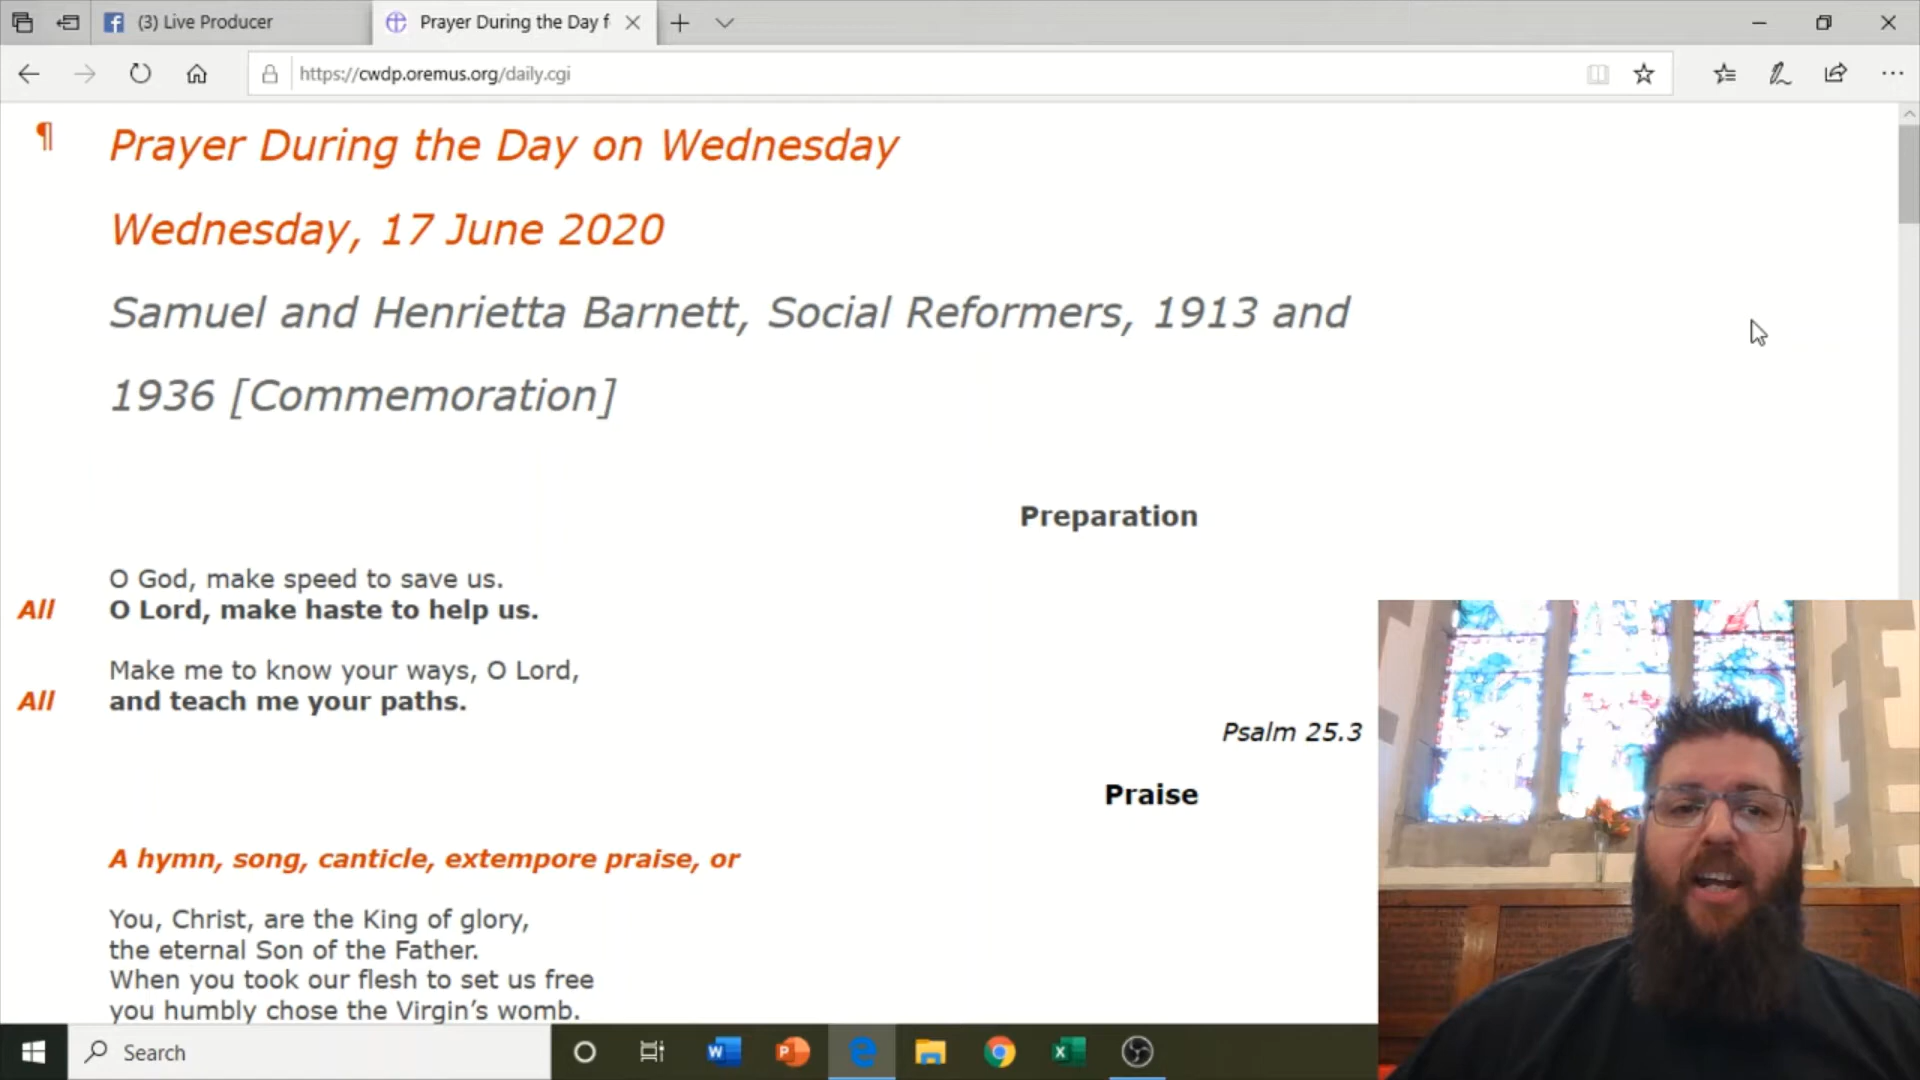 (3) Live Producer
Prayer During the Day f
https://cwdp.oremus.org/daily.cgi
¶ Prayer During the Day on Wednesday
Wednesday, 17 June 2020
Samuel and Henrietta Barnett, Social Reformers, 1913 and
1936 [Commemoration]
Preparation
O God, make speed to save us.
All O Lord, make haste to help us.
Make me to know your ways, O Lord,
All and teach me your paths.
Psalm 25.3
Praise
A hymn, song, canticle, extempore praise, or
You, Christ, are the King of glory,
the eternal Son of the Father.
When you took our flesh to set us free
you humbly chose the Virgin's womb.
Search